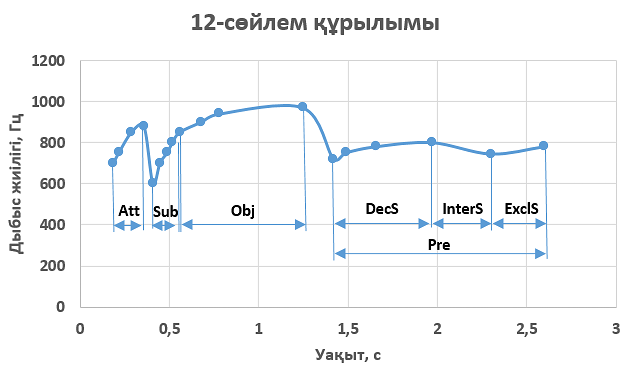 12-сөйлем құрылымы
Дыбыс жиілігі, Гц
1200
1000
800
600
400
200
0
Att
Sub
Obj
DecS
InterS
ExclS
Pre
0
0,5
1
1,5
2
2,5
3
Уақыт, с